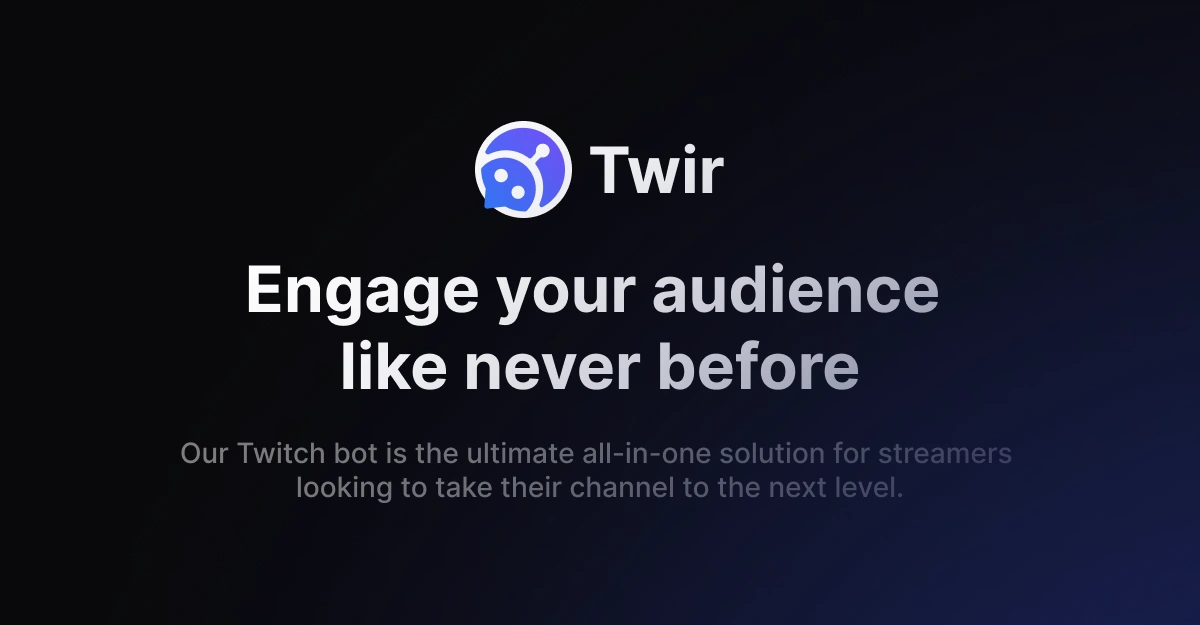 Twir
Engage your audience
like never before
Our Twitch bot is the ultimate all-in-one solution for streamers
looking to take their channel to the next level.